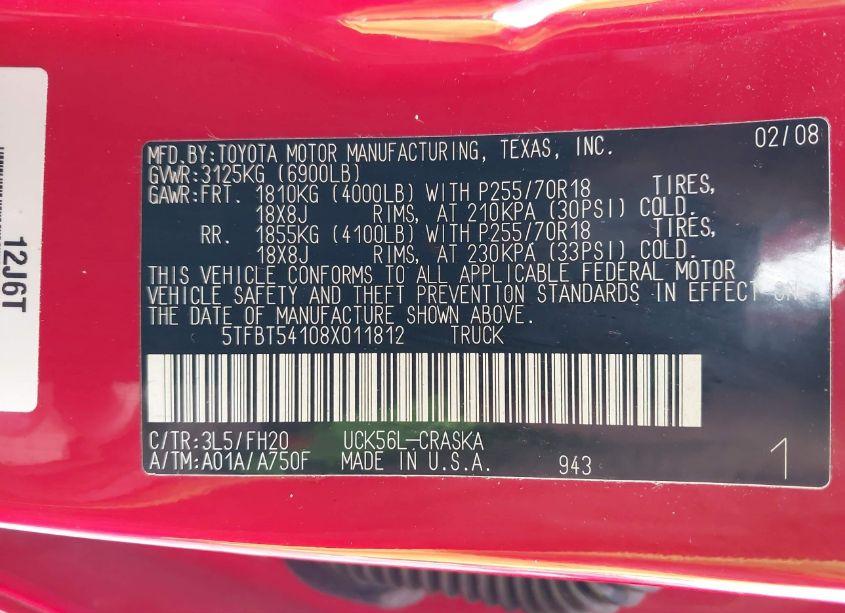 MFD.BY:TOYOTA MOTOR MANUFACTURING, TEXAS, INC. 02/08
GVWR:3125KG (6900LB)
GAWR:FRT. 1810KG (4000LB) WITH P255/70R18 TIRES,
18X8J RIMS, AT 210KPA (30PSI) COLD.
RR. 1855KG (4100LB) WITH P255/70R18 TIRES,
18X8J RIMS, AT 230KPA (33PSI) COLD.
THIS VEHICLE CONFORMS TO ALL APPLICABLE FEDERAL MOTOR
VEHICLE SAFETY AND THEFT PREVENTION STANDARDS IN EFFECT ON
THE DATE OF MANUFACTURE SHOWN ABOVE.
5TFBT54108X011812 TRUCK
C/TR:3L5/FH20 UCK56L-CRASKA
A/TM:A01A/A750F MADE IN U.S.A. 943 1
12J6T